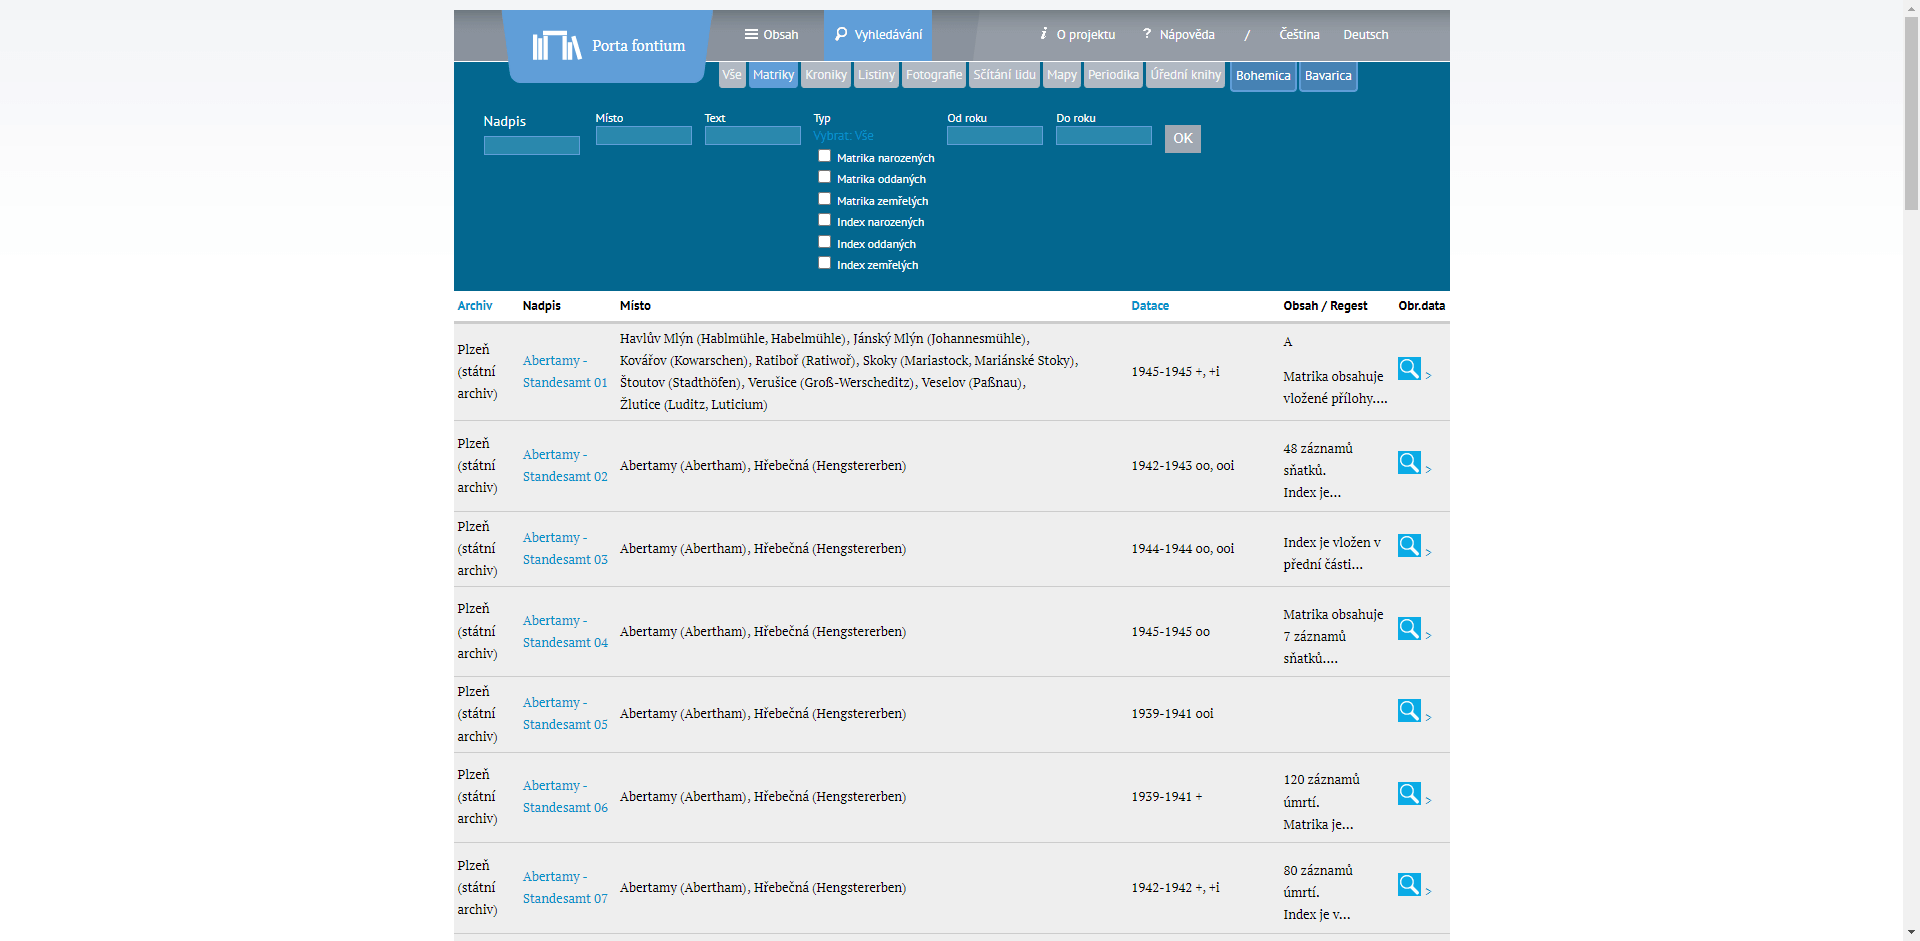 Porta fontium
Obsah
Vyhledávání
O projektu
? Nápověda
/
Čeština
Deutsch
Vše
Matriky
Kroniky
Listiny
Fotografie
Sčítání lidu
Mapy
Periodika
Úřední knihy
Bohemica
Bavarica
Nadpis
Místo
Text
Typ
Vybrat: Vše
Matrika narozených
Matrika oddaných
Matrika zemřelých
Index narozených
Index oddaných
Index zemřelých
Od roku
Do roku
OK
Archiv
Nadpis
Místo
Datace
Obsah / Regest
Obr.data
Plzeň
(státní
archiv)
Abertamy -
Standesamt 01
Havlův Mlýn (Hablmühle, Habelmühle), Jánský Mlýn (Johannesmühle),
Kovářov (Kowarschen), Ratiboř (Ratiwoř), Skoky (Mariastock, Mariánské Stoky),
Štoutov (Stadthöfen), Verušice (Groß-Werscheditz), Veselov (Paßnau),
Žlutice (Luditz, Luticium)
1945-1945 +, +i
A
Matrika obsahuje
vložené přílohy....
>
Plzeň
(státní
archiv)
Abertamy -
Standesamt 02
Abertamy (Abertham), Hřebečná (Hengstererben)
1942-1943 oo, ooi
48 záznamů
sňatků.
Index je...
>
Plzeň
(státní
archiv)
Abertamy -
Standesamt 03
Abertamy (Abertham), Hřebečná (Hengstererben)
1944-1944 oo, ooi
Index je vložen v
přední části...
>
Plzeň
(státní
archiv)
Abertamy -
Standesamt 04
Abertamy (Abertham), Hřebečná (Hengstererben)
1945-1945 oo
Matrika obsahuje
7 záznamů
sňatků....
>
Plzeň
(státní
archiv)
Abertamy -
Standesamt 05
Abertamy (Abertham), Hřebečná (Hengstererben)
1939-1941 ooi
>
Plzeň
(státní
archiv)
Abertamy -
Standesamt 06
Abertamy (Abertham), Hřebečná (Hengstererben)
1939-1941 +
120 záznamů
úmrtí.
Matrika je...
>
Plzeň
(státní
archiv)
Abertamy -
Standesamt 07
Abertamy (Abertham), Hřebečná (Hengstererben)
1942-1942 +, +i
80 záznamů
úmrtí.
Index je v...
>